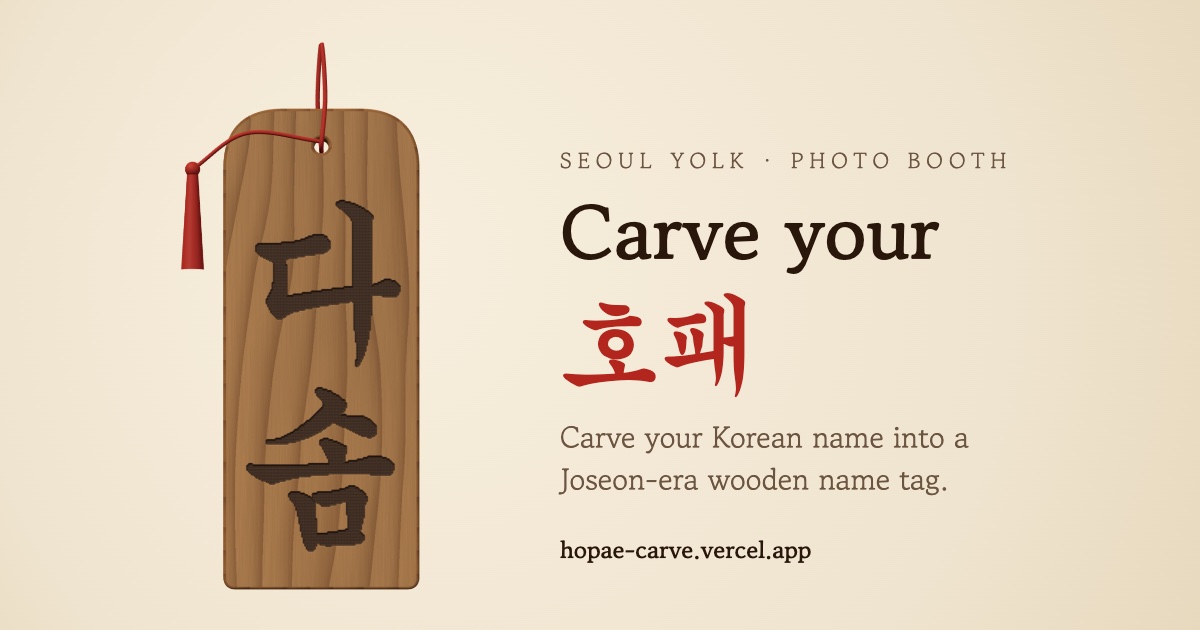 다
솜
SEOUL YOLK · PHOTO BOOTH
Carve your
호패
Carve your Korean name into a
Joseon-era wooden name tag.
hopae-carve.vercel.app